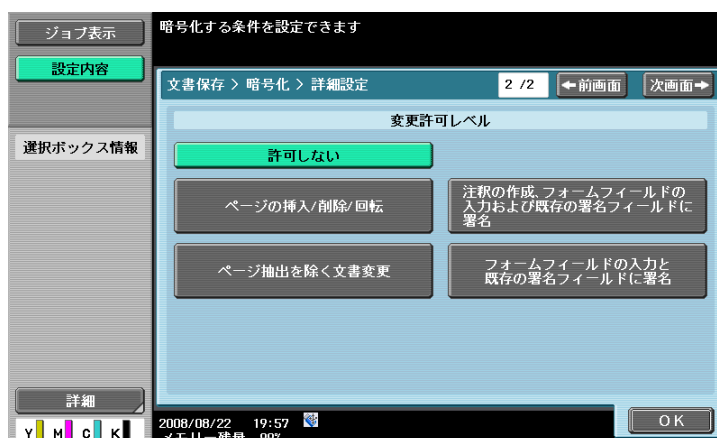 ジョブ表示
設定内容
選択ボックス情報
詳細
Y M C K
暗号化する条件を設定できます
文書保存 > 暗号化 > 詳細設定
2 /2
←前画面
次画面→
変更許可レベル
許可しない
ページの挿入/削除/回転
注釈の作成、フォームフィールドの
入力および既存の署名フィールドに
署名
ページ抽出を除く文書変更
フォームフィールドの入力と
既存の署名フィールドに署名
2008/08/22 19:57
メモリー残量 99%
OK